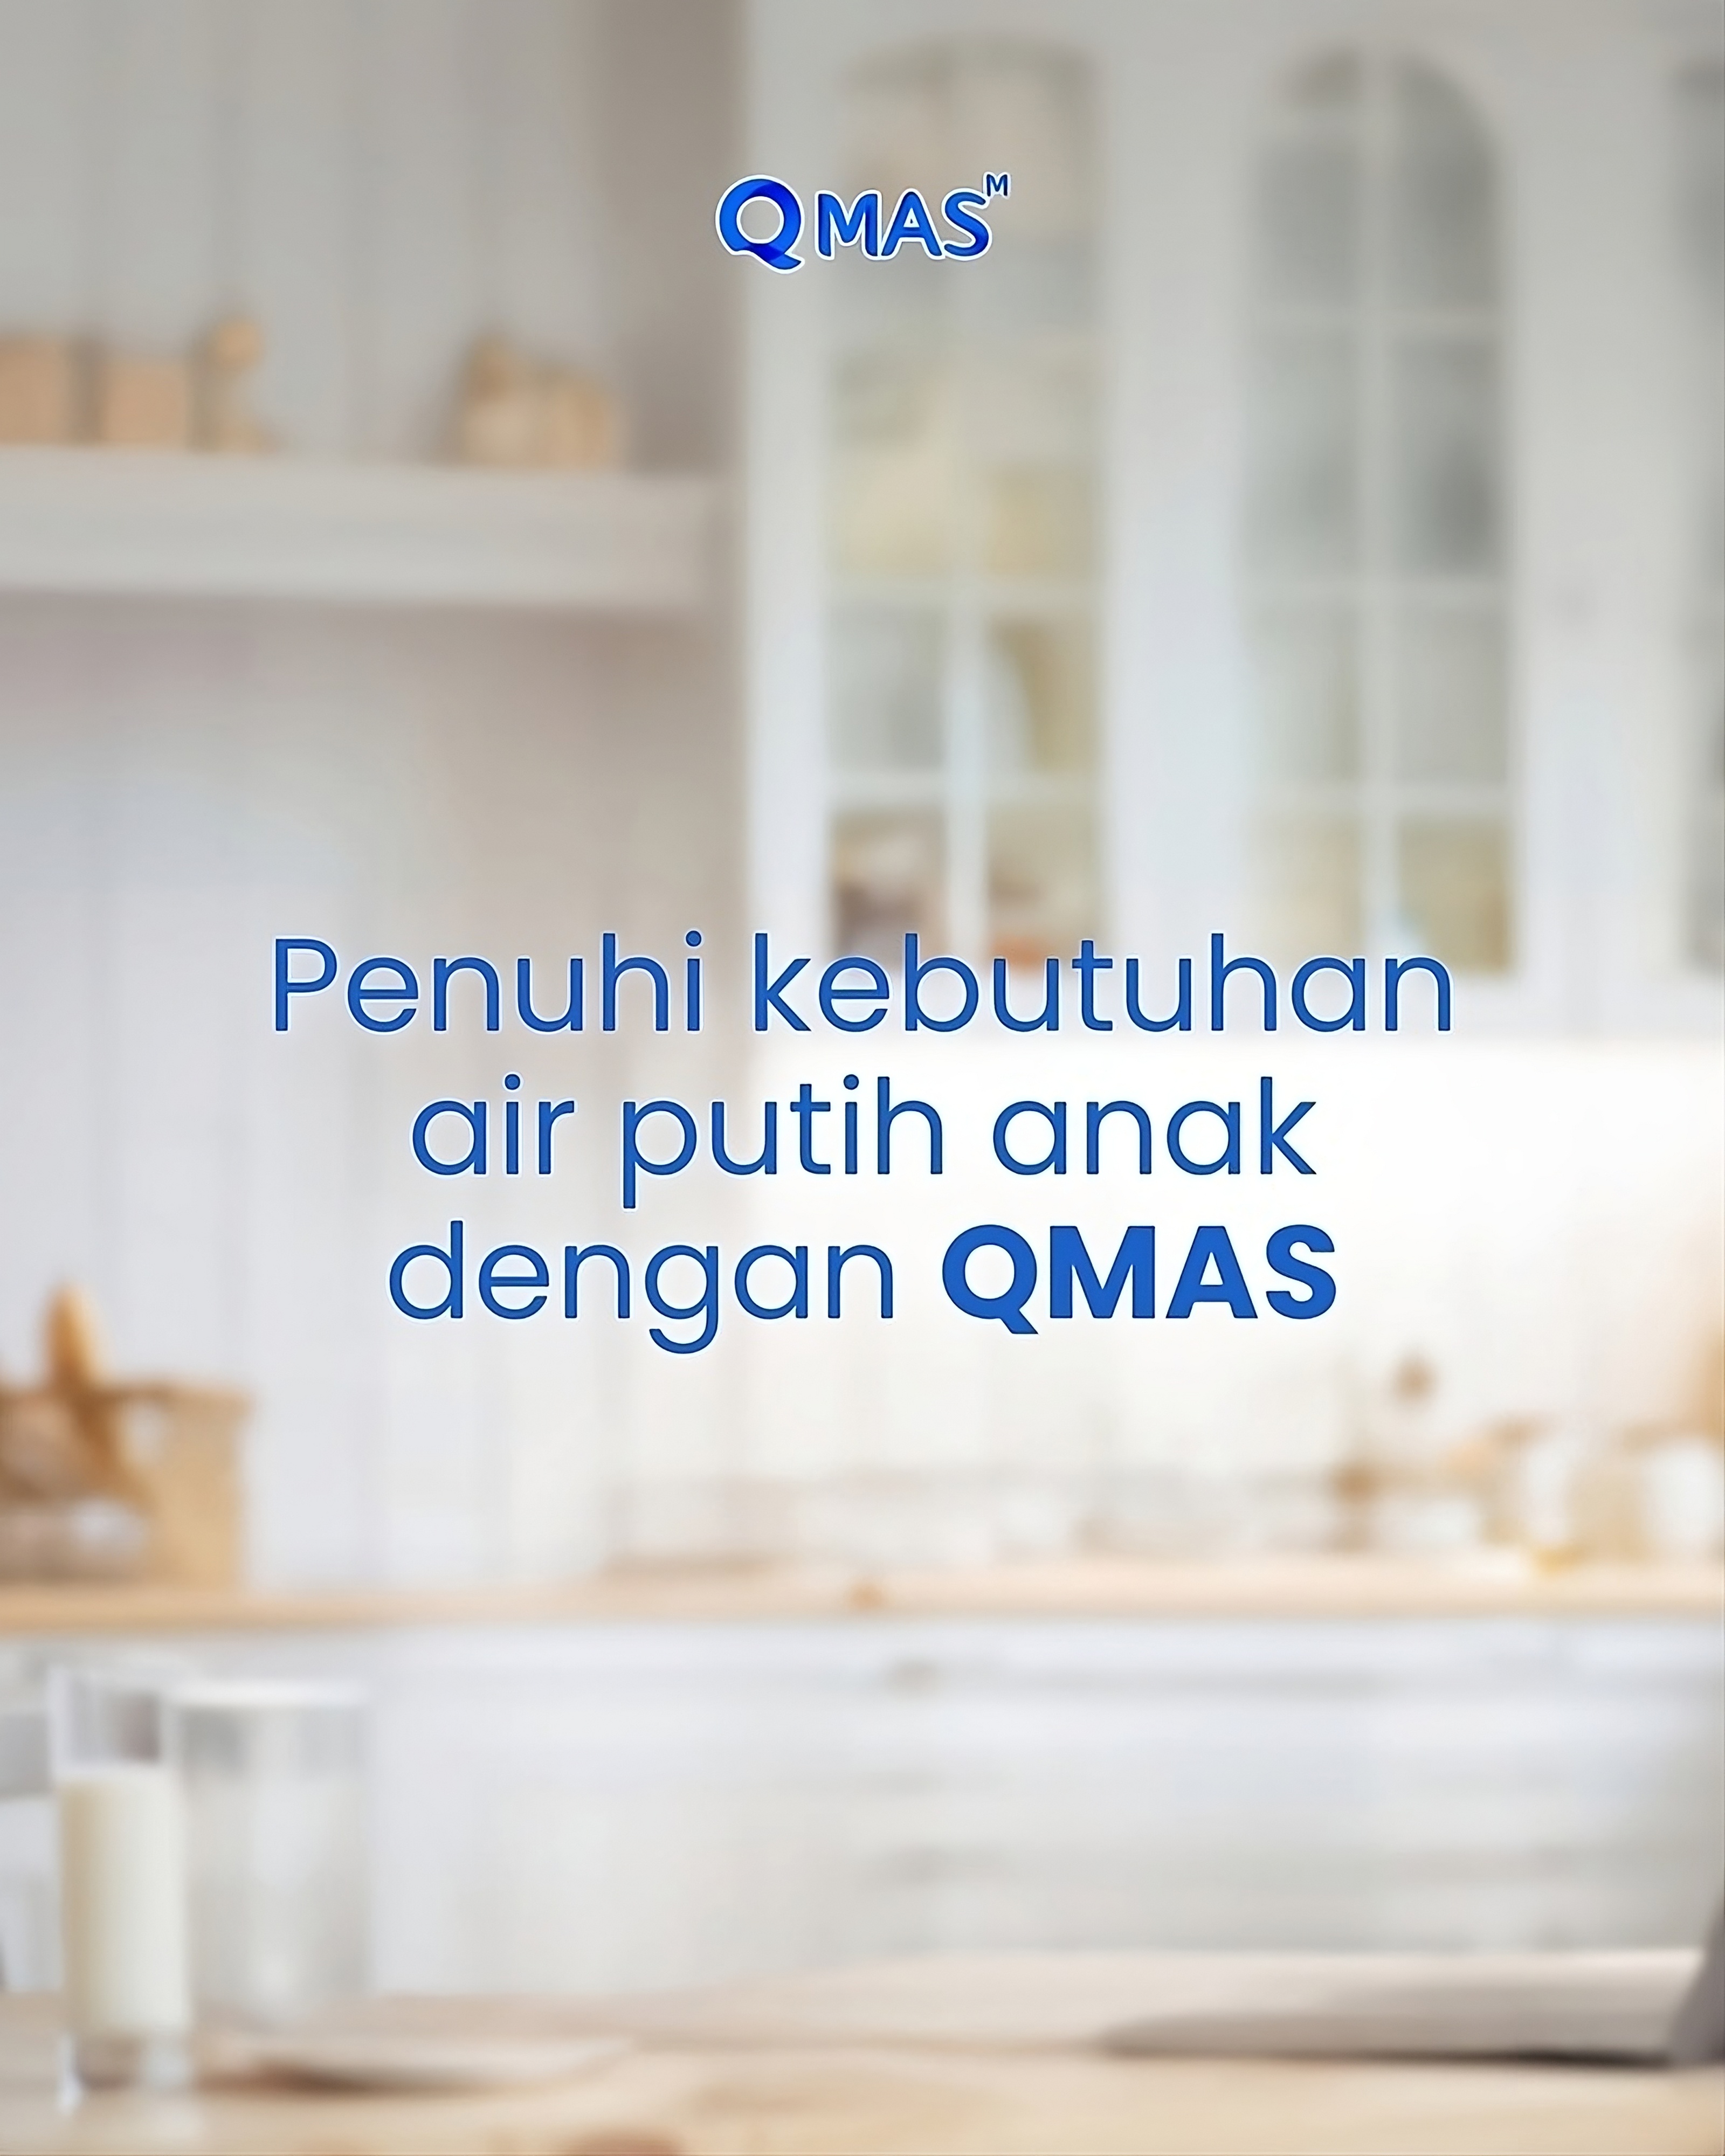 QMAS M
Penuhi kebutuhan
air putih anak
dengan QMAS